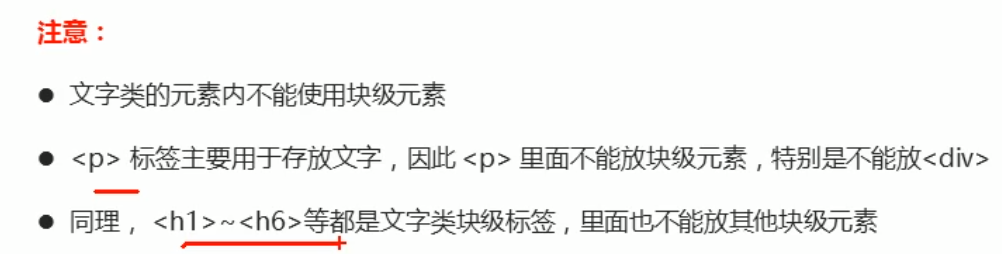 注意：
● 文字类的元素内不能使用块级元素
● <p> 标签主要用于存放文字，因此 <p> 里面不能放块级元素，特别是不能放<div>
● 同理， <h1>~<h6>等都是文字类块级标签，里面也不能放其他块级元素